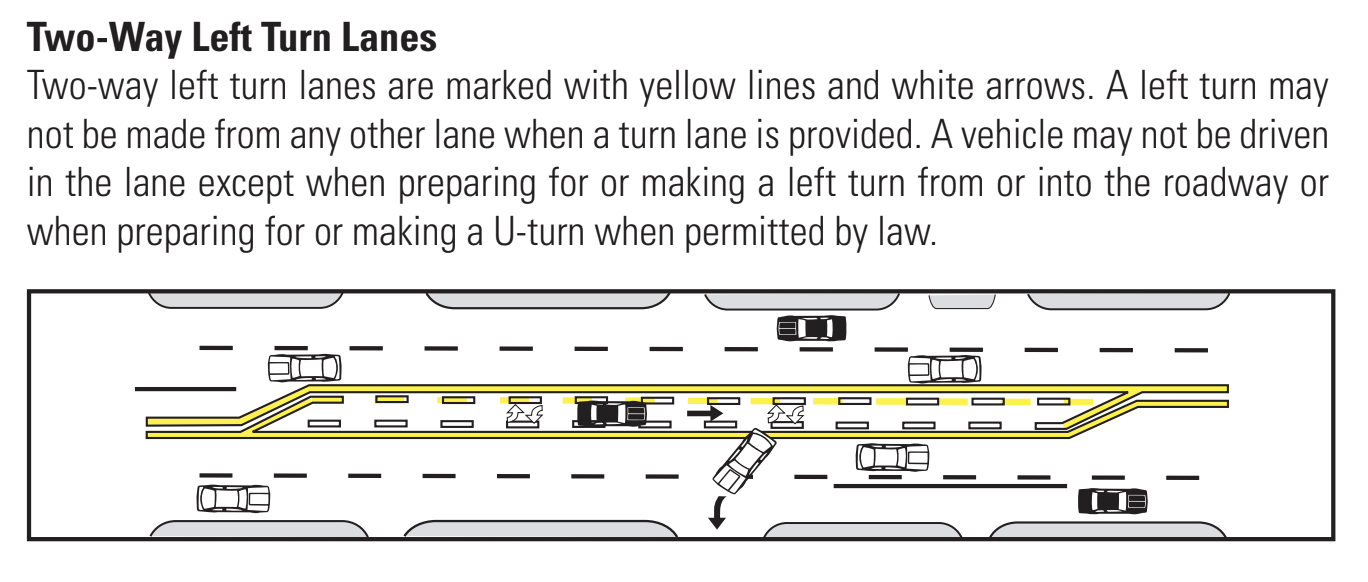 Two-Way Left Turn Lanes
Two-way left turn lanes are marked with yellow lines and white arrows. A left turn may
not be made from any other lane when a turn lane is provided. A vehicle may not be driven
in the lane except when preparing for or making a left turn from or into the roadway or
when preparing for or making a U-turn when permitted by law.